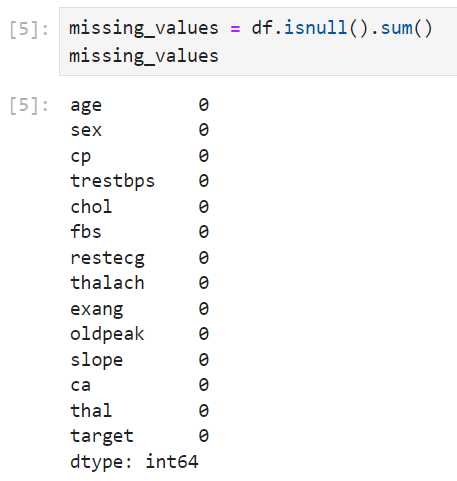 [5]: missing_values = df.isnull().sum()
missing_values
[5]: age 0
sex 0
cp 0
trestbps 0
chol 0
fbs 0
restecg 0
thalach 0
exang 0
oldpeak 0
slope 0
ca 0
thal 0
target 0
dtype: int64